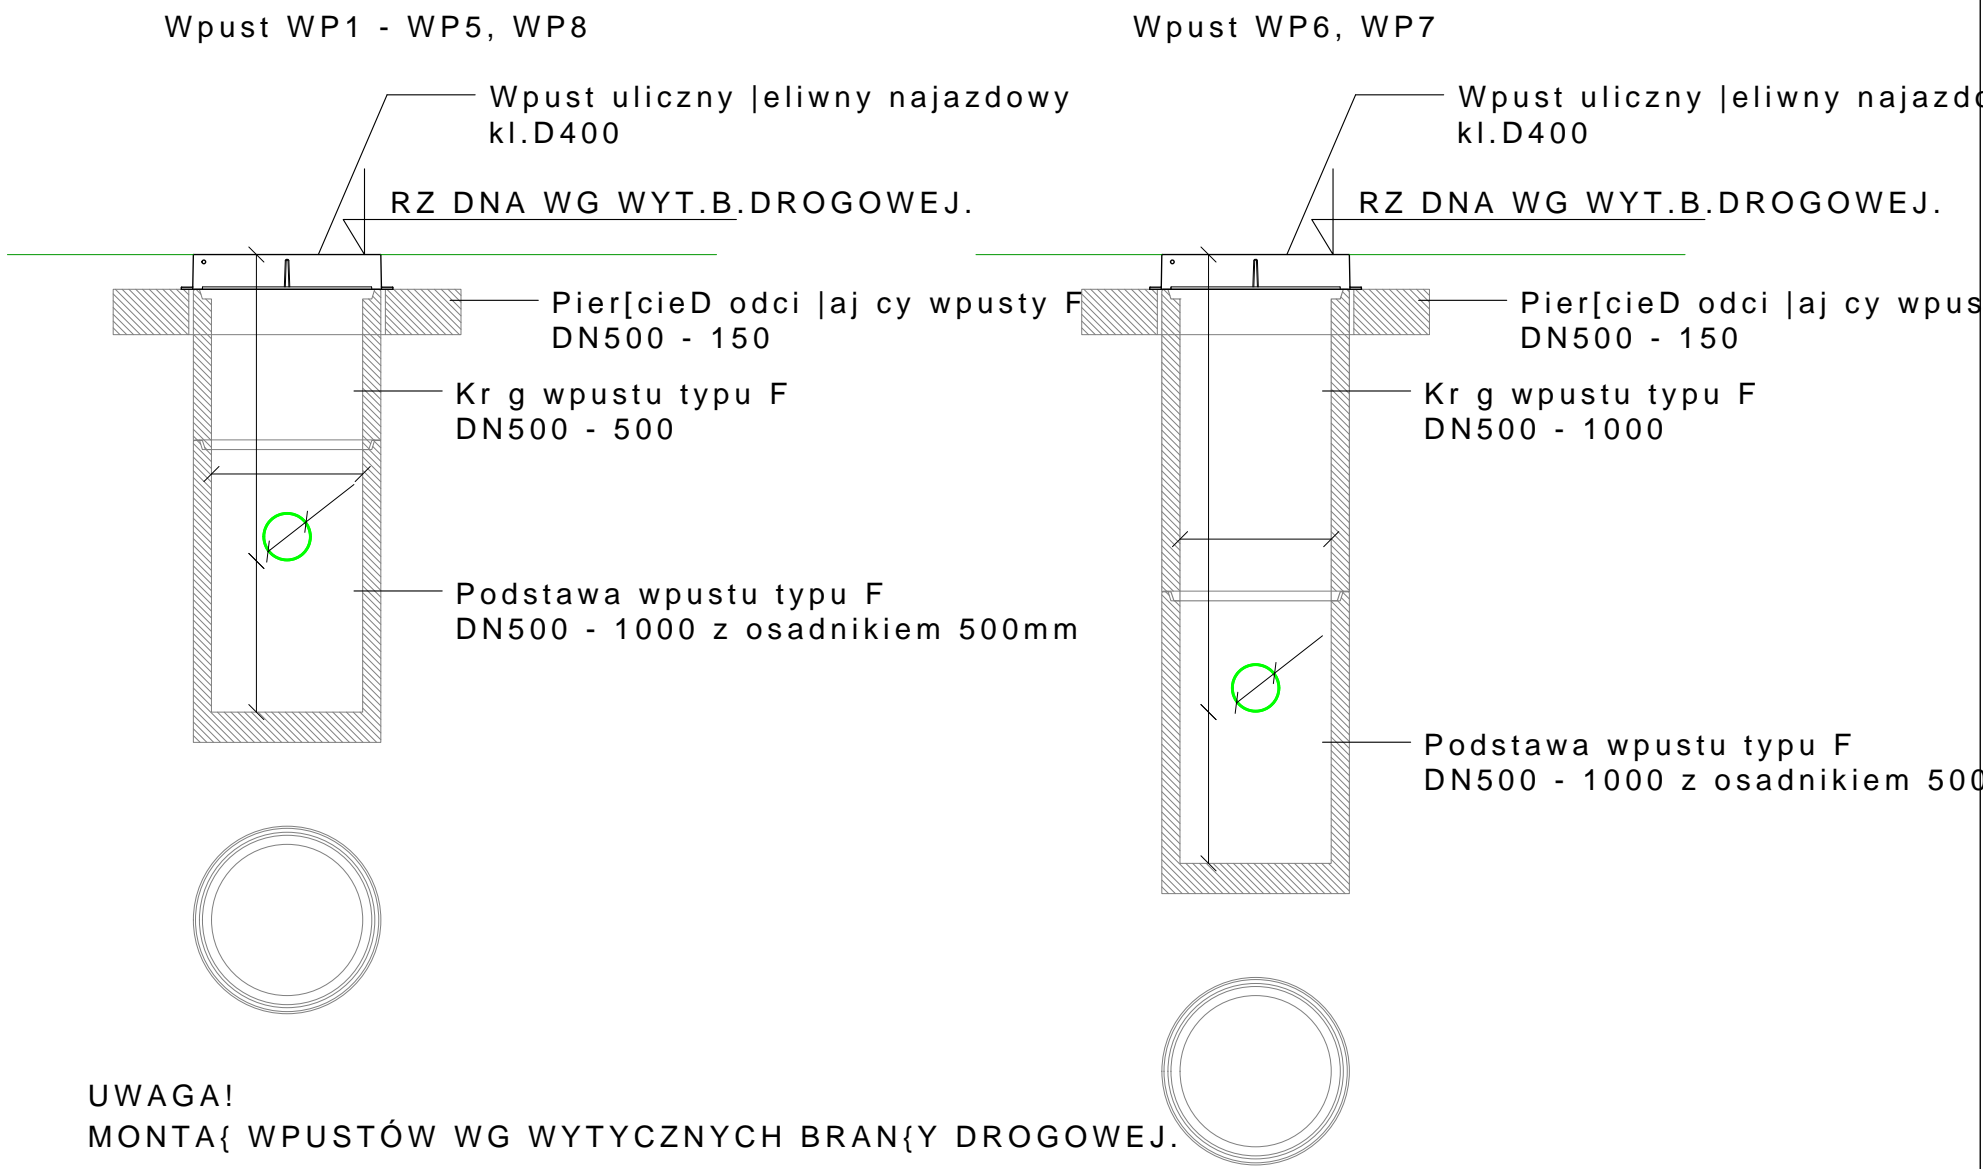 Wpust WP1 - WP5, WP8
Wpust uliczny |eliwny najazdowy
kl.D400
RZ DNA WG WYT.B.DROGOWEJ.
Pier[cieD odci |aj cy wpusty F
DN500 - 150
Kr g wpustu typu F
DN500 - 500
Podstawa wpustu typu F
DN500 - 1000 z osadnikiem 500mm
Wpust WP6, WP7
Wpust uliczny |eliwny najazdo
kl.D400
RZ DNA WG WYT.B.DROGOWEJ.
Pier[cieD odci |aj cy wpus
DN500 - 150
Kr g wpustu typu F
DN500 - 1000
Podstawa wpustu typu F
DN500 - 1000 z osadnikiem 500
UWAGA!
MONTA{ WPUSTÓW WG WYTYCZNYCH BRAN{Y DROGOWEJ.